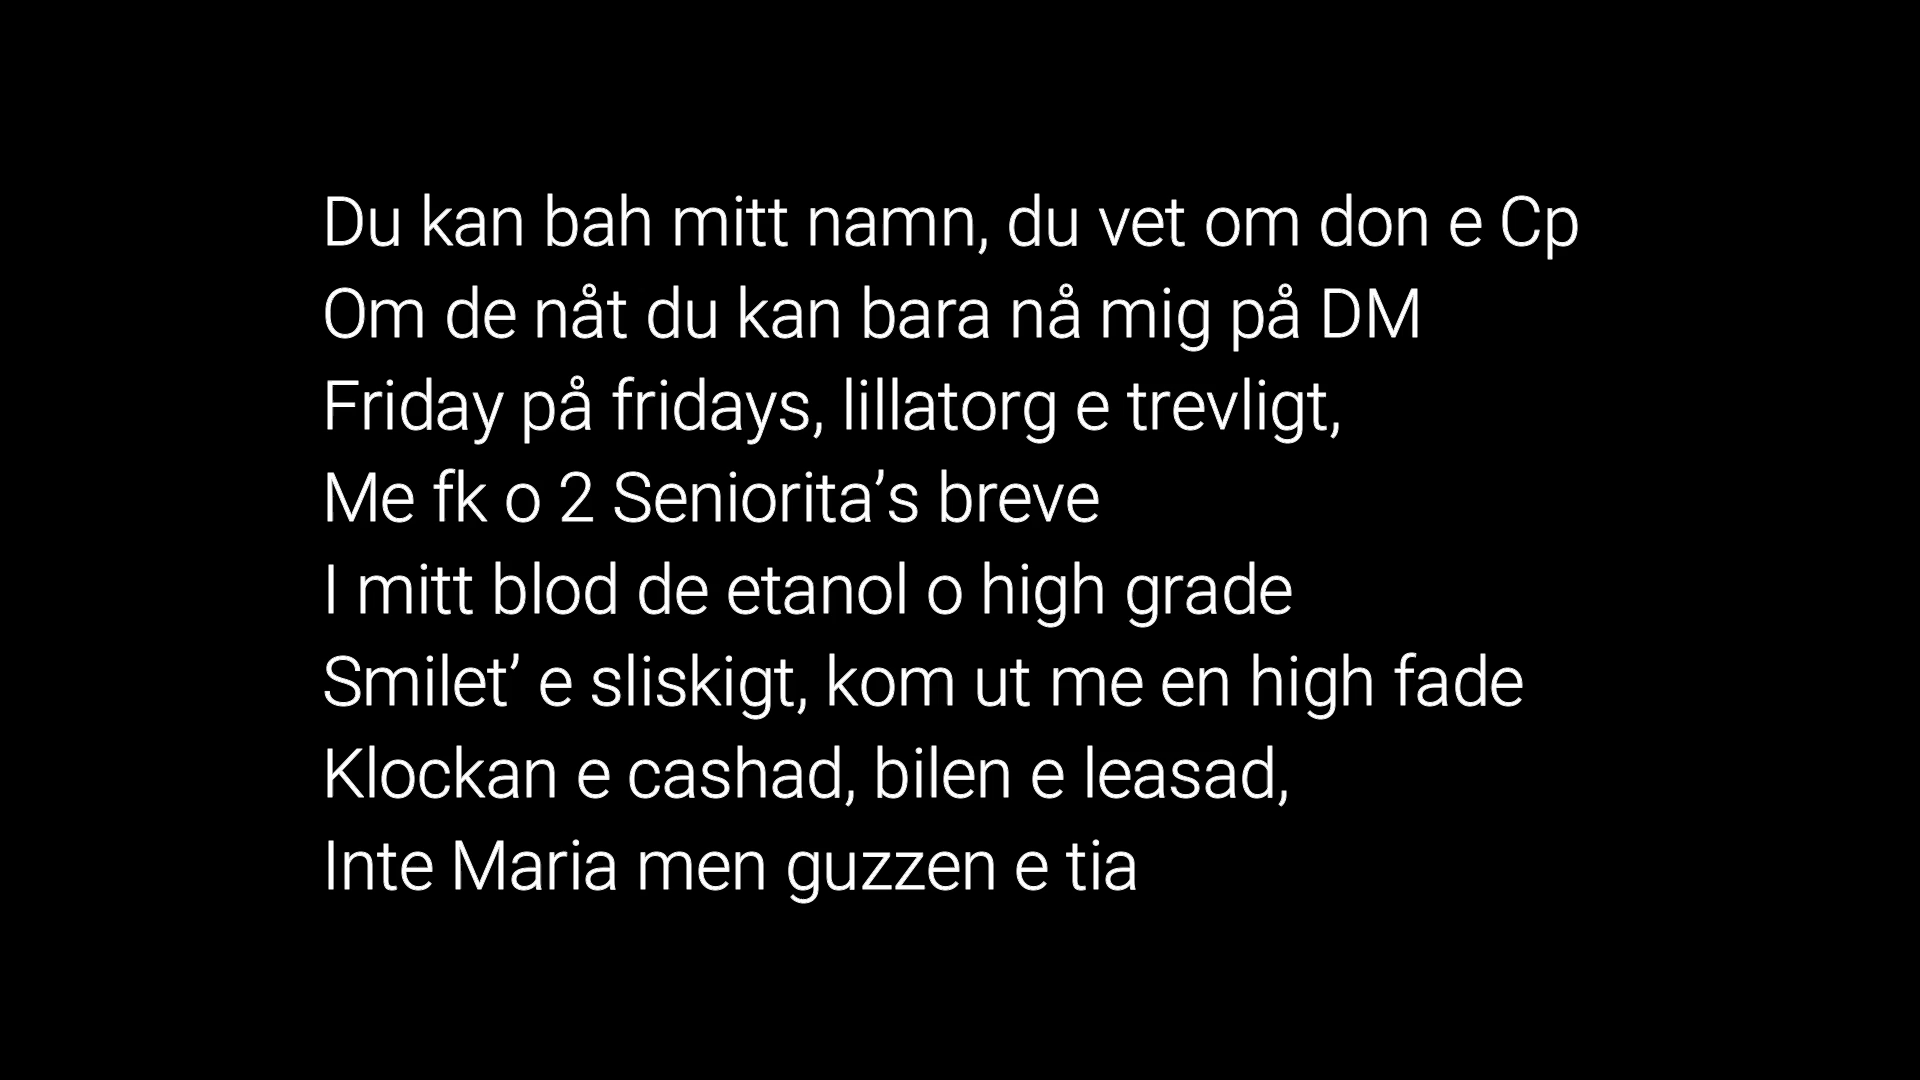 Du kan bah mitt namn, du vet om don e Cp
Om de nåt du kan bara nå mig på DM
Friday på fridays, lillatorg e trevligt,
Me fk o 2 Seniorita’s breve
I mitt blod de etanol o high grade
Smilet’ e sliskigt, kom ut me en high fade
Klockan e cashad, bilen e leasad,
Inte Maria men guzzen e tia